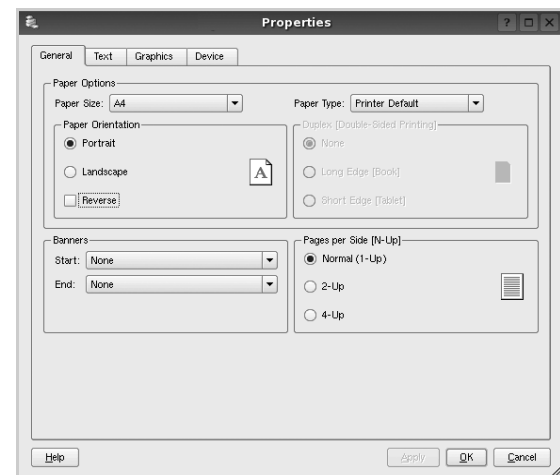 Properties
General Text Graphics Device
Paper Options
Paper Size: A4 Paper Type: Printer Default
Paper Orientation
Portrait
Landscape
Reverse
A
Duplex [Double-Sided Printing]
None
Long Edge [Book]
Short Edge [Tablet]
Banners
Start: None
End: None
Pages per Side [N-Up]
Normal (1-Up)
2-Up
4-Up
Help Apply OK Cancel